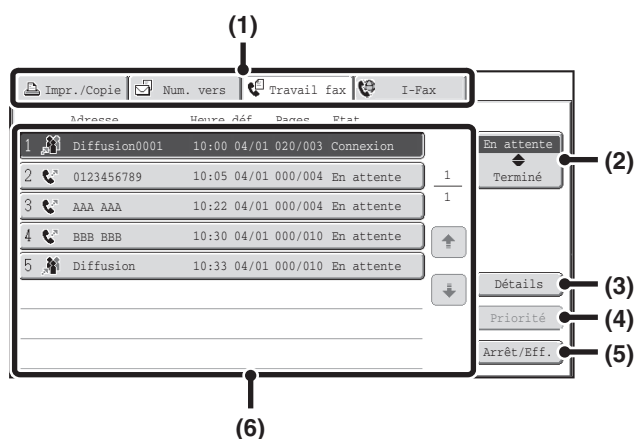 (1)
Impr./Copie Num. vers Travail fax I-Fax
Adresse Heure déf. Pages Etat
1 Diffusion0001 10:00 04/01 020/003 Connexion
2 0123456789 10:05 04/01 000/004 En attente
3 AAA AAA 10:22 04/01 000/004 En attente
4 BBB BBB 10:30 04/01 000/010 En attente
5 Diffusion 10:33 04/01 000/010 En attente
1
1
En attente
Terminé
(2)
Détails
(3)
Priorité
(4)
Arrêt/Eff.
(5)
(6)